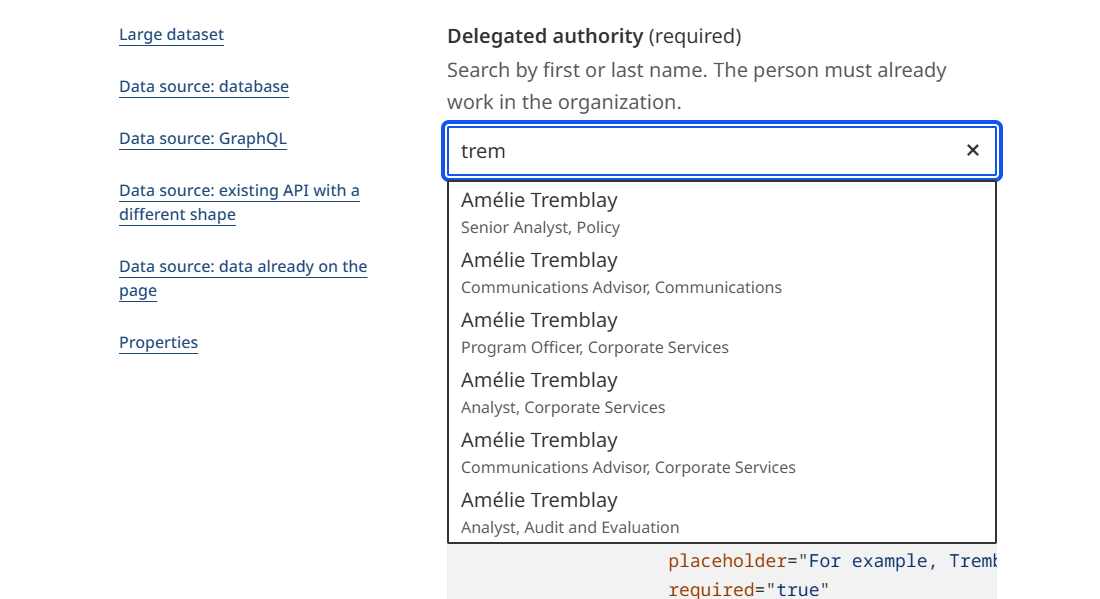 Large dataset
Data source: database
Data source: GraphQL
Data source: existing API with a
different shape
Data source: data already on the
page
Properties
Delegated authority (required)
Search by first or last name. The person must already
work in the organization.
trem ×
Amélie Tremblay
Senior Analyst, Policy
Amélie Tremblay
Communications Advisor, Communications
Amélie Tremblay
Program Officer, Corporate Services
Amélie Tremblay
Analyst, Corporate Services
Amélie Tremblay
Communications Advisor, Corporate Services
Amélie Tremblay
Analyst, Audit and Evaluation
placeholder="For example, Tremb
required="true"